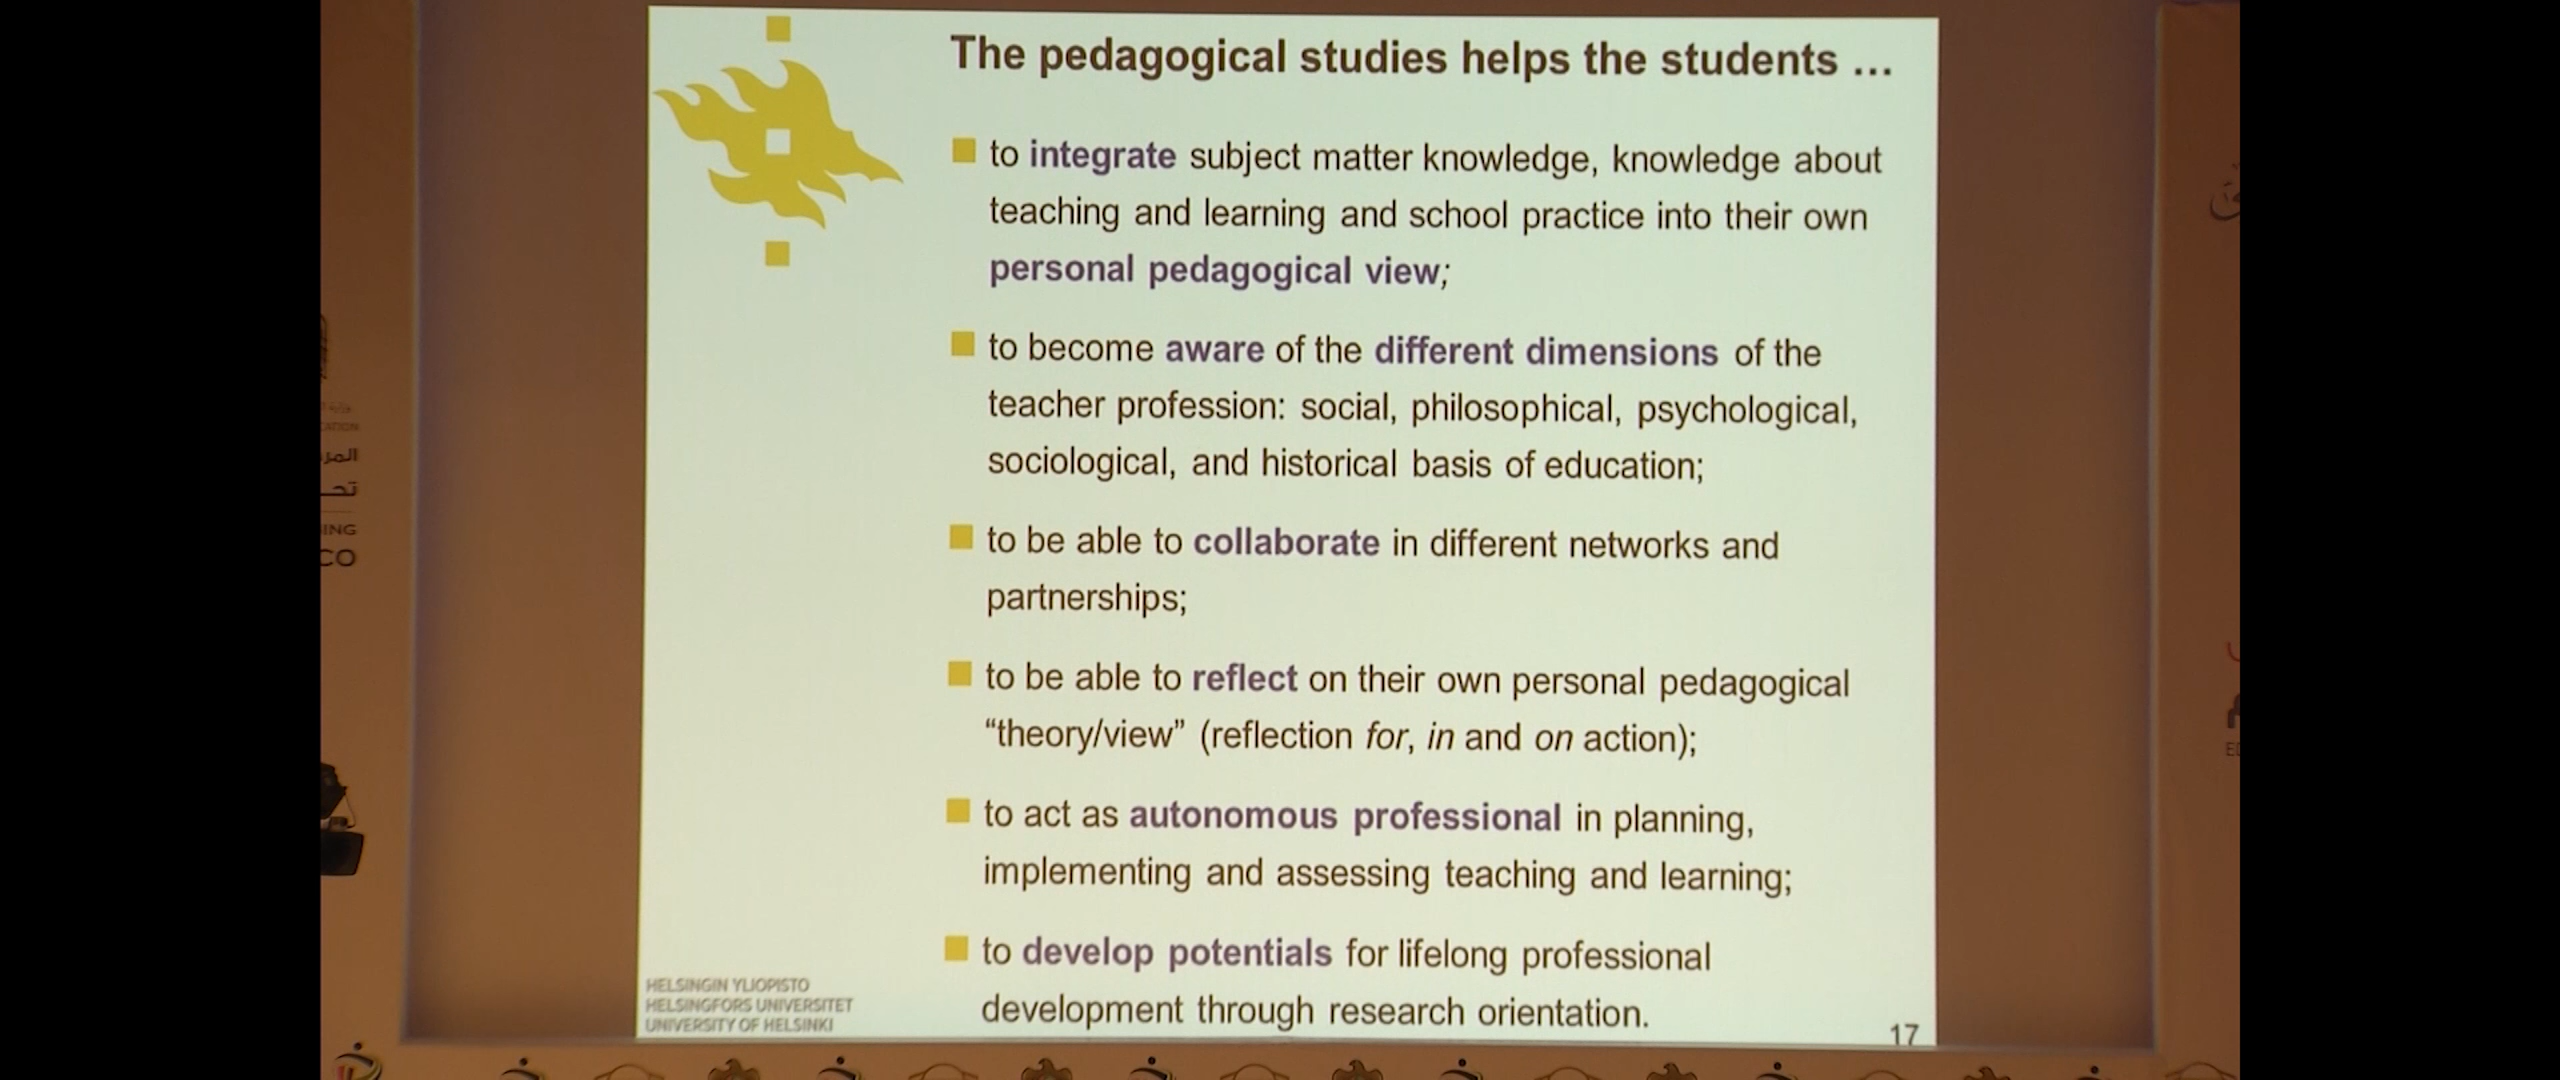 The pedagogical studies helps the students ...
to integrate subject matter knowledge, knowledge about
teaching and learning and school practice into their own
personal pedagogical view;
to become aware of the different dimensions of the
teacher profession: social, philosophical, psychological,
sociological, and historical basis of education;
to be able to collaborate in different networks and
partnerships;
to be able to reflect on their own personal pedagogical
“theory/view” (reflection for, in and on action);
to act as autonomous professional in planning,
implementing and assessing teaching and learning;
to develop potentials for lifelong professional
development through research orientation.
HELSINGIN YLIOPISTO
HELSINGFORS UNIVERSITET
UNIVERSITY OF HELSINKI
17